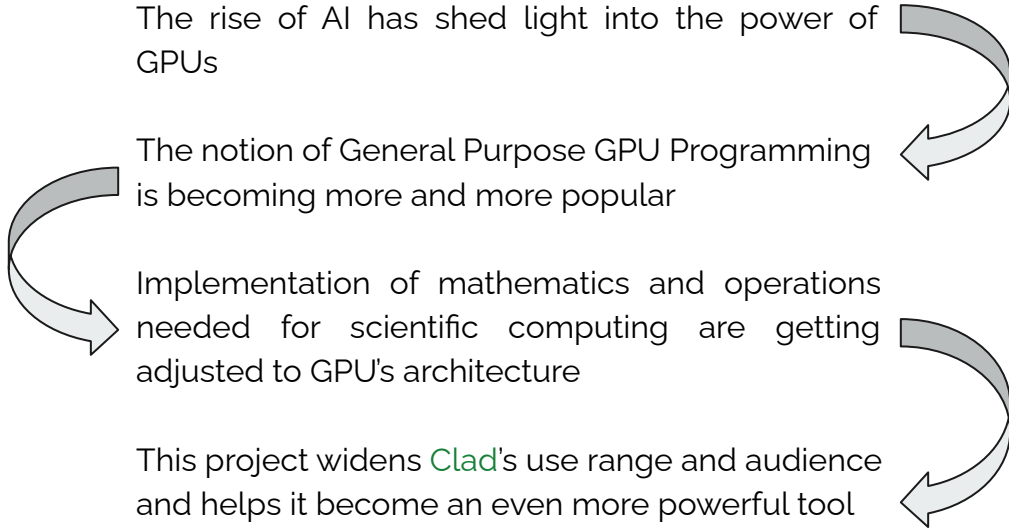 The rise of AI has shed light into the power of
GPUs
The notion of General Purpose GPU Programming
is becoming more and more popular
Implementation of mathematics and operations
needed for scientific computing are getting
adjusted to GPU's architecture
This project widens Clad's use range and audience
and helps it become an even more powerful tool